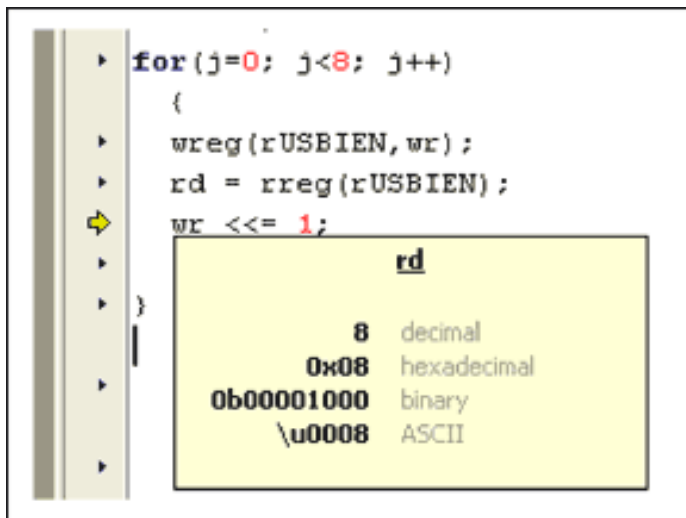 for(j=0; j<8; j++)
{
wreg(rUSBIEN,wr);
rd = rreg(rUSBIEN);
wr <<= 1;
rd
8 decimal
0x08 hexadecimal
0b00001000 binary
\u0008 ASCII
}